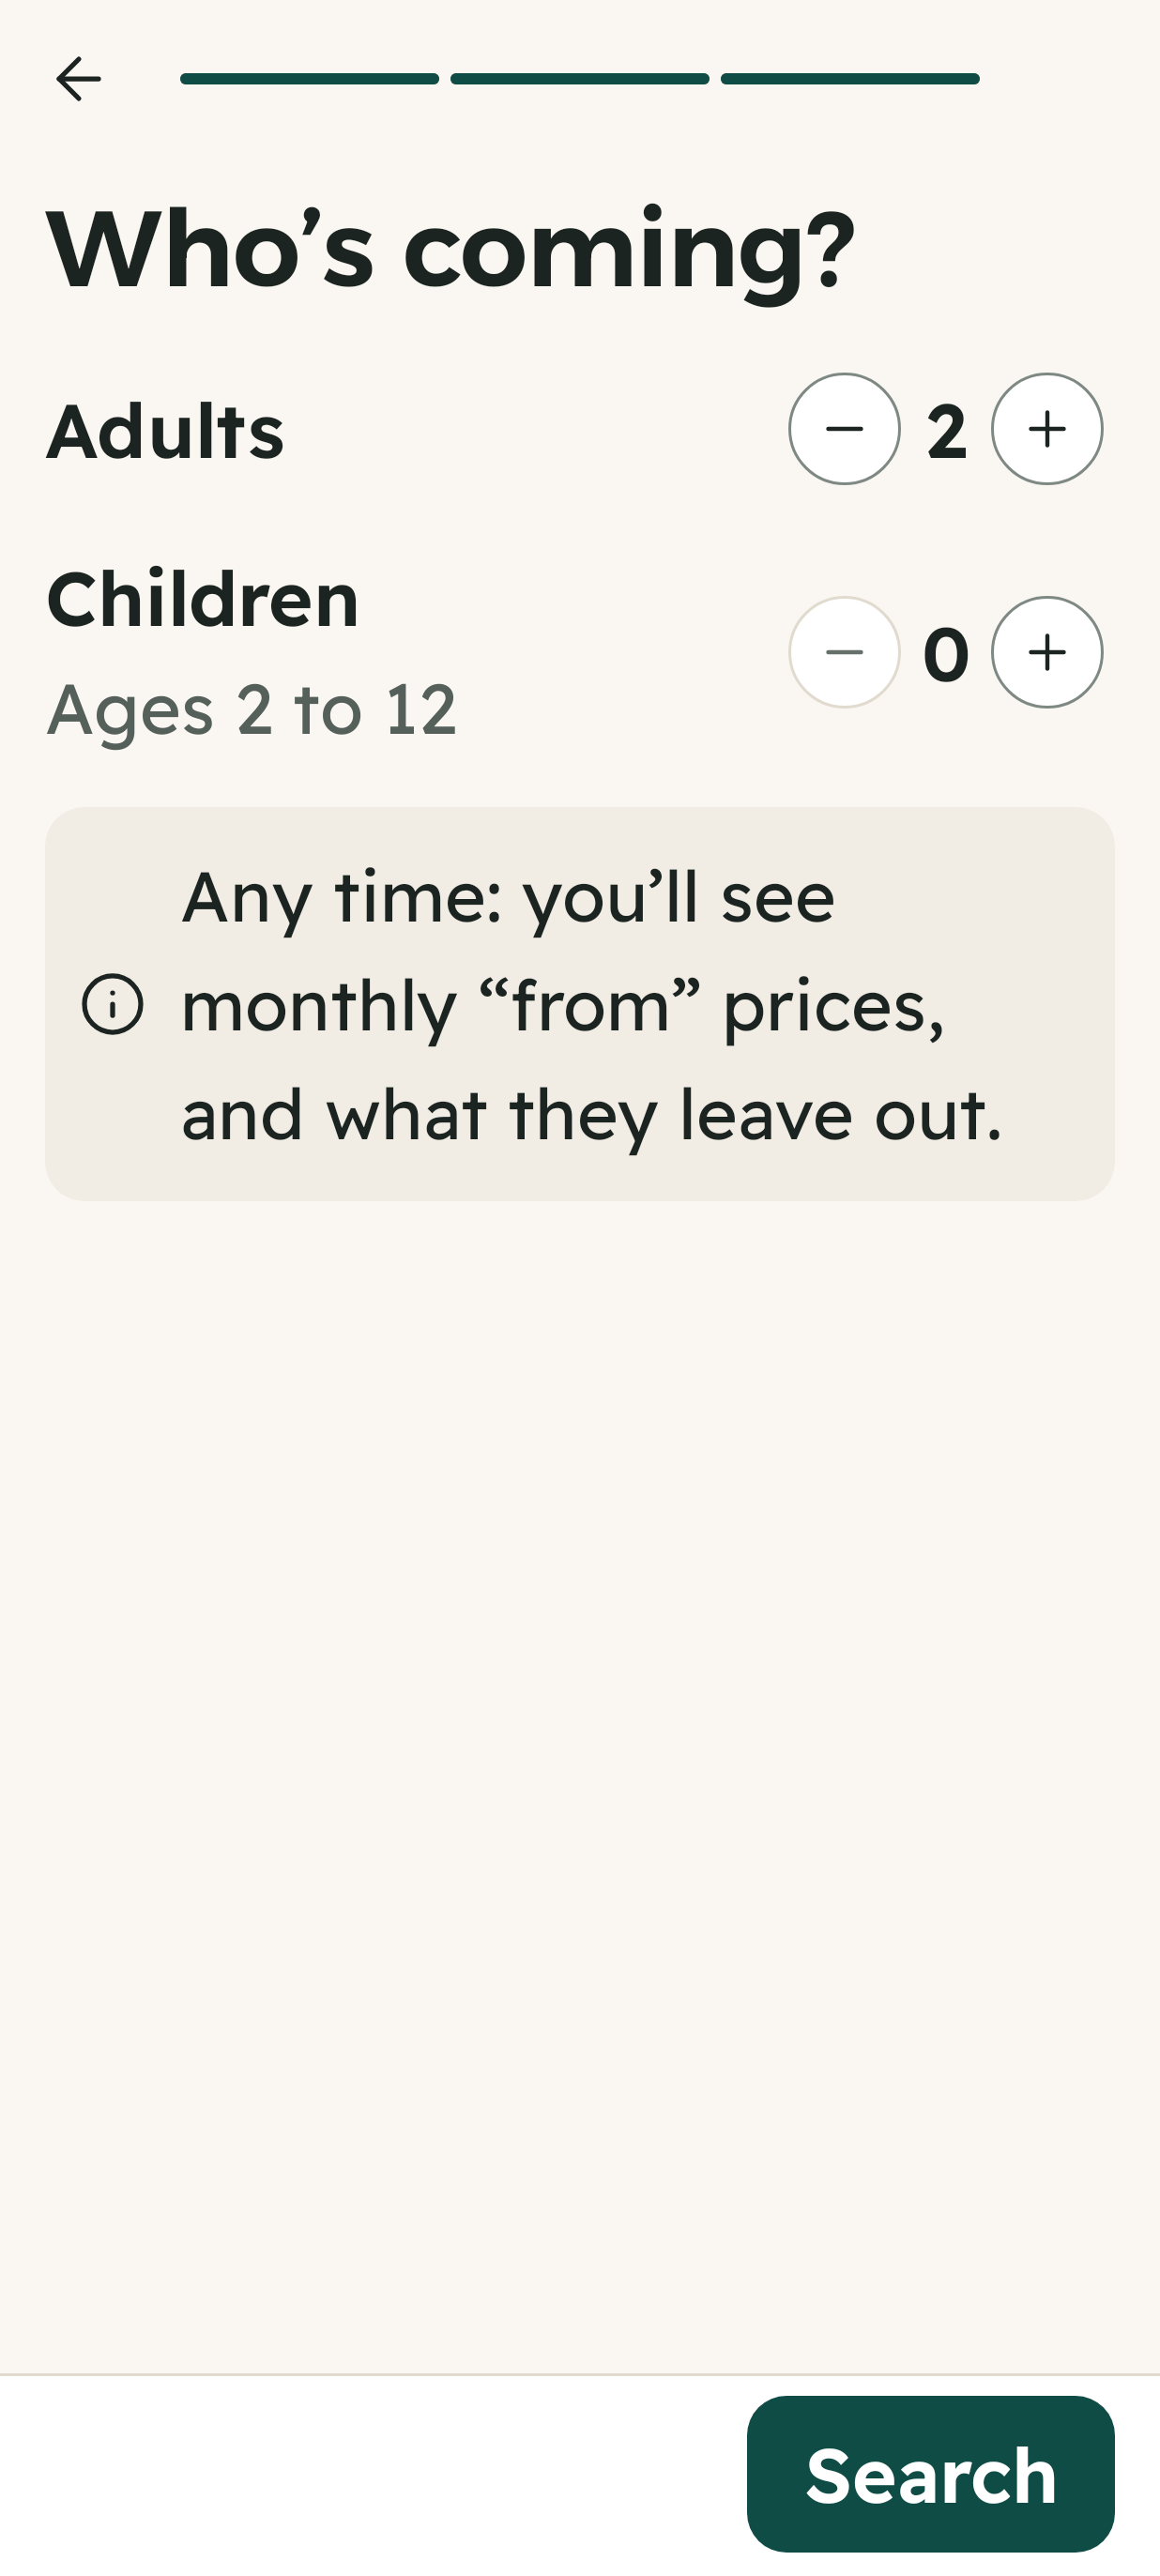 Who’s coming?
Adults
2
Children
Ages 2 to 12
0
Any time: you’ll see
monthly “from” prices,
and what they leave out.
Search